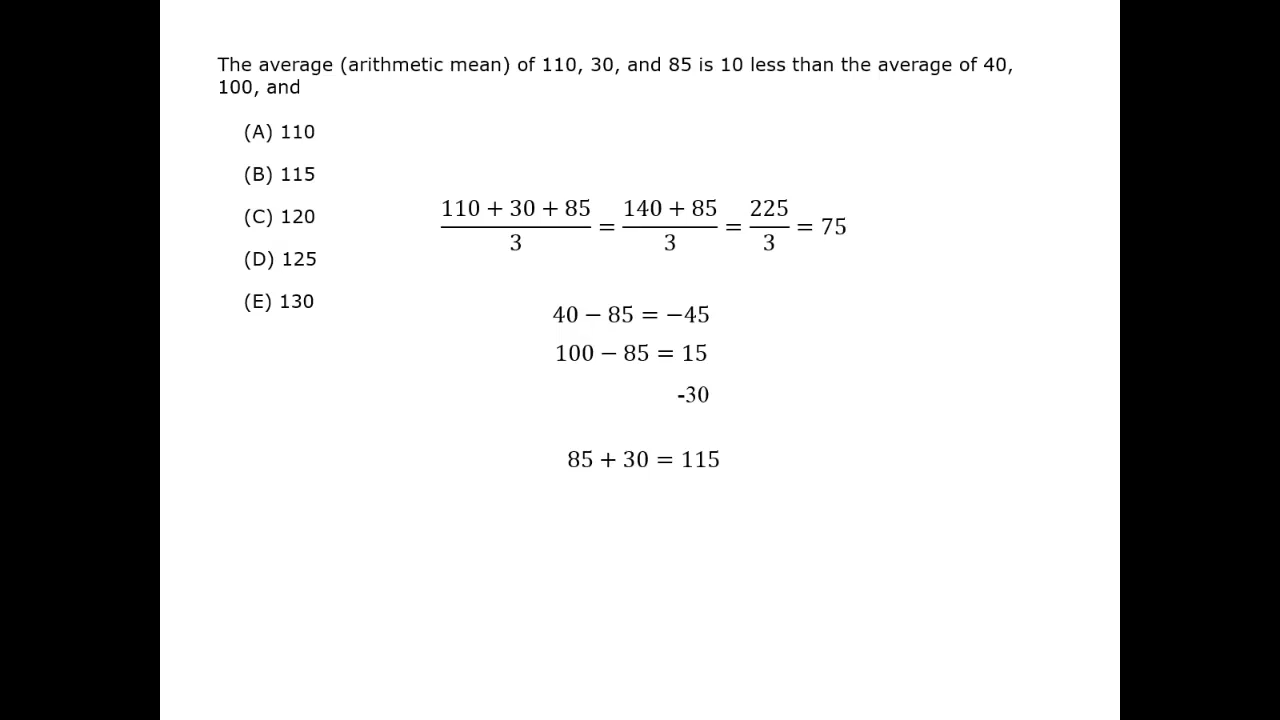 The average (arithmetic mean) of 110, 30, and 85 is 10 less than the average of 40,
100, and
(A) 110
(B) 115
(C) 120
(D) 125
(E) 130
110 + 30 + 85 / 3 = 140 + 85 / 3 = 225 / 3 = 75
40 − 85 = −45
100 − 85 = 15
-30
85 + 30 = 115